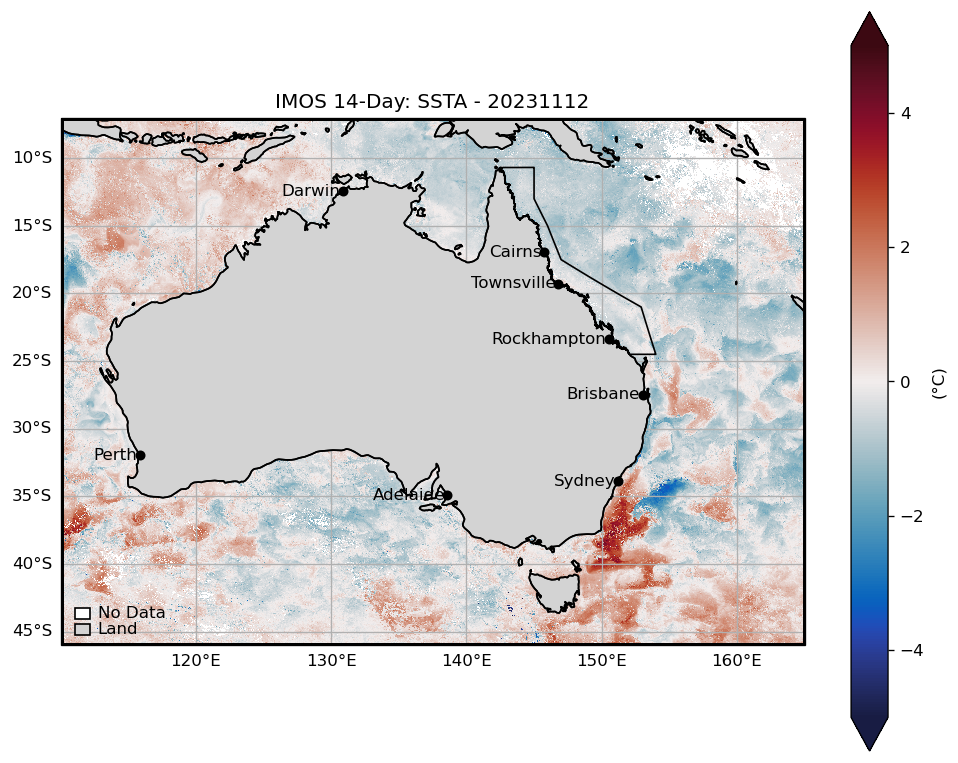 IMOS 14-Day: SSTA - 20231112
10°S
15°S
20°S
25°S
30°S
35°S
40°S
45°S
Darwin
Cairns
Townsville
Rockhampton
Brisbane
Perth
Sydney
Adelaide
No Data
Land
120°E 130°E 140°E 150°E 160°E
4
2
0
−2
−4
(°C)